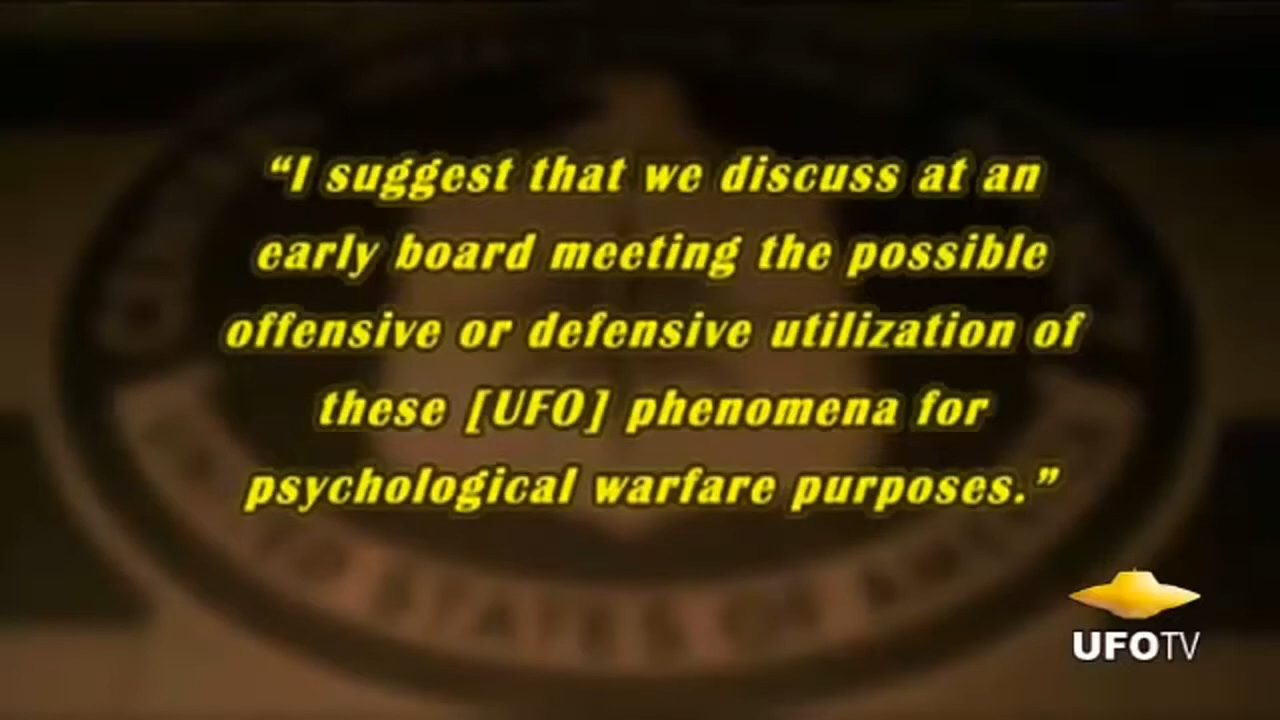 “I suggest that we discuss at an
early board meeting the possible
offensive or defensive utilization of
these [UFO] phenomena for
psychological warfare purposes.”
UFOTV